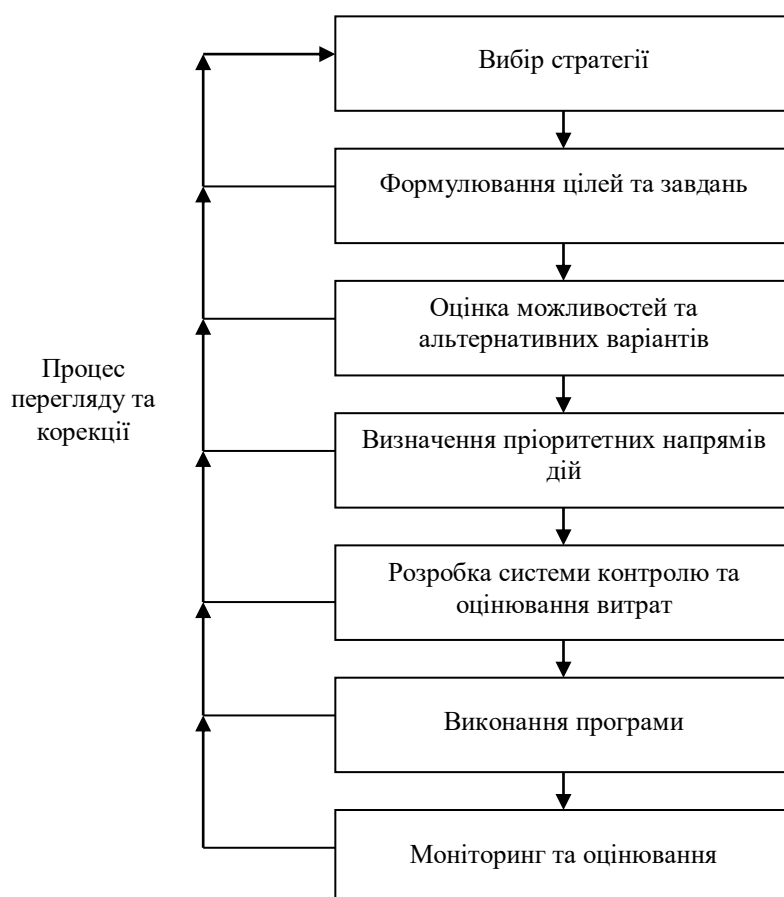 Вибір стратегії
Формулювання цілей та завдань
Оцінка можливостей та
альтернативних варіантів
Процес
перегляду та
корекції
Визначення пріоритетних напрямів
дій
Розробка системи контролю та
оцінювання витрат
Виконання програми
Моніторинг та оцінювання